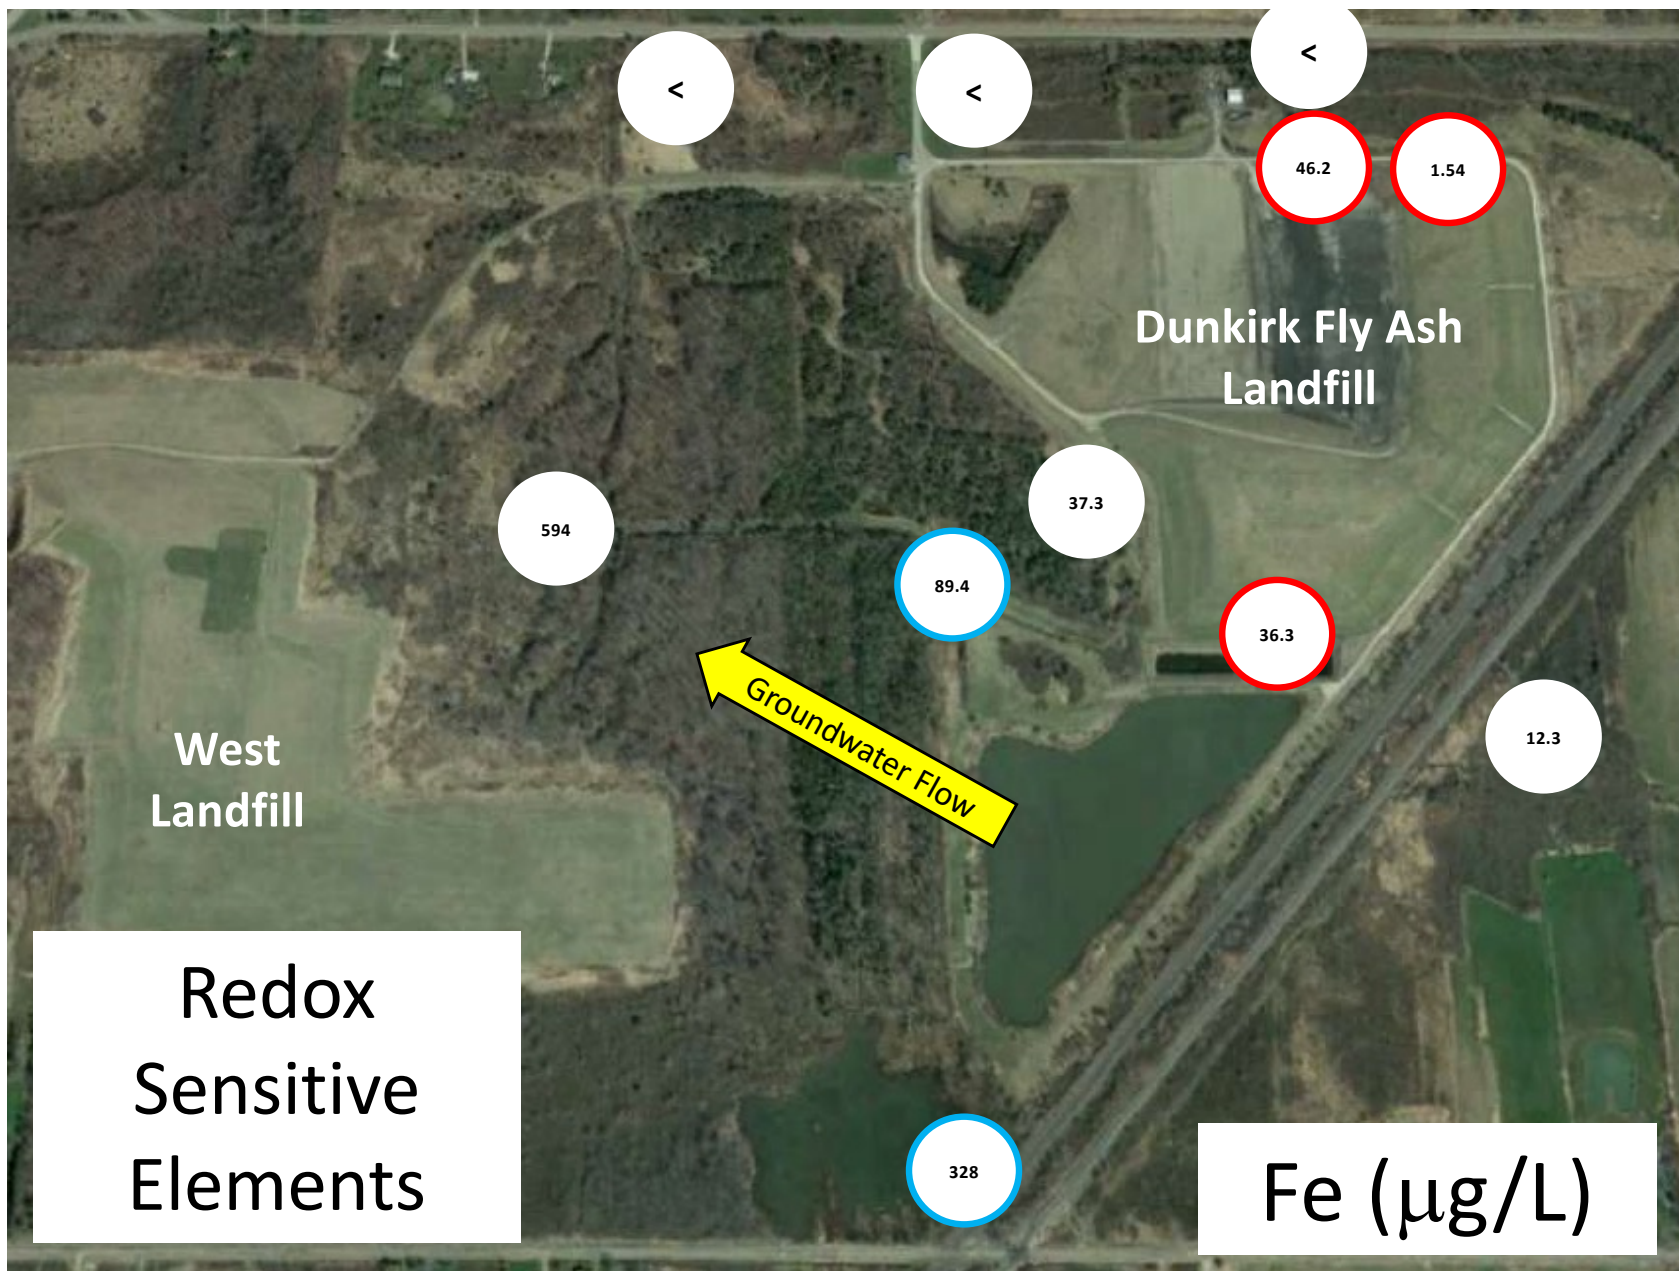 <
<
<
46.2
1.54
Dunkirk Fly Ash
Landfill
37.3
594
89.4
36.3
Groundwater Flow
12.3
West
Landfill
Redox
Sensitive
Elements
328
Fe (μg/L)